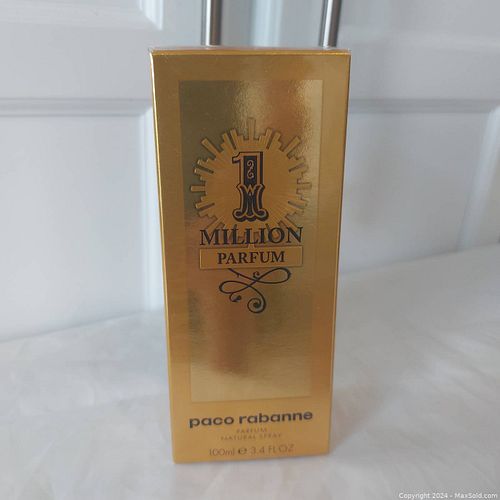 1
MILLION
PARFUM
paco rabanne
PARFUM
NATURAL SPRAY
100ml ℮ 3.4 FL OZ
Copyright 2024 - MaxSold.com